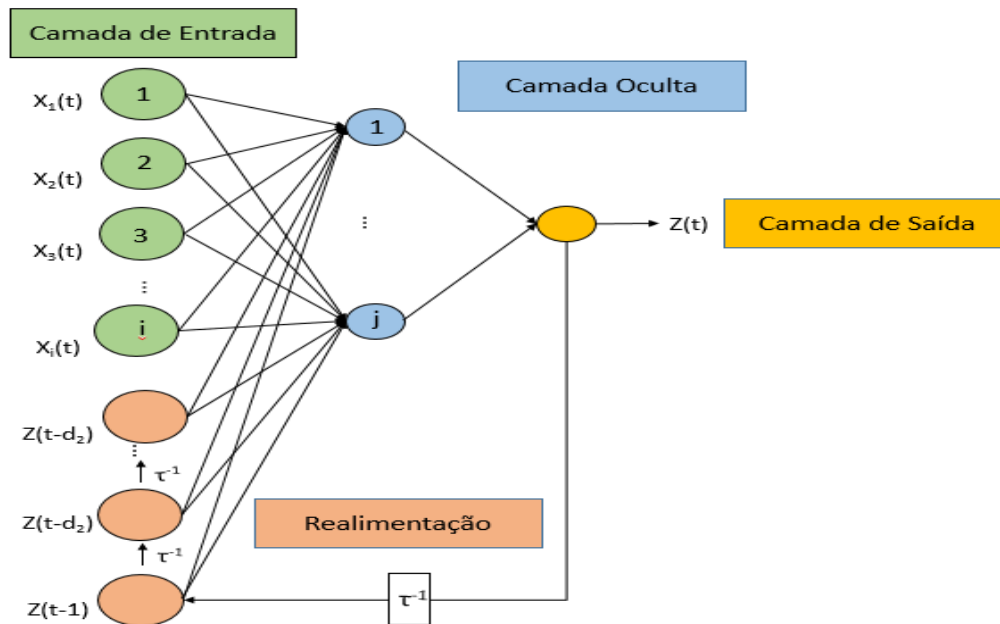 Camada de Entrada
Camada Oculta
X₁(t)
1
1
X₂(t)
2
X₃(t)
3
...
...
Z(t)
Camada de Saída
Xᵢ(t)
i
j
Z(t-d₂)
...
τ⁻¹
Z(t-d₂)
Realimentação
τ⁻¹
Z(t-1)
τ⁻¹